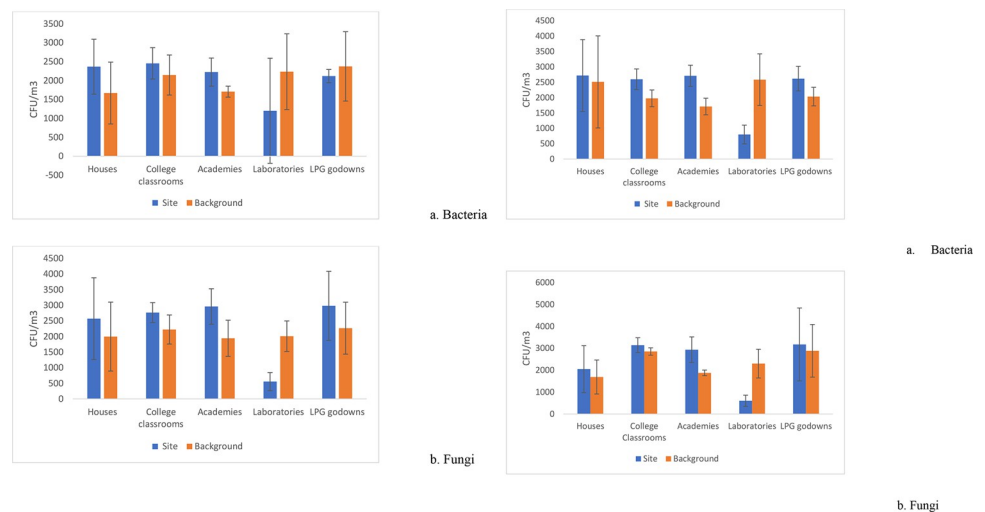 3500
3000
2500
2000
1500
1000
500
0
-500
CFU/m3
Houses College classrooms Academies Laboratories LPG godowns
Site Background
a. Bacteria
4500
4000
3500
3000
2500
2000
1500
1000
500
0
CFU/m3
Houses College classrooms Academies Laboratories LPG godowns
Site Background
a. Bacteria
4500
4000
3500
3000
2500
2000
1500
1000
500
0
CFU/m3
Houses College classrooms Academies Laboratories LPG godowns
Site Background
b. Fungi
6000
5000
4000
3000
2000
1000
0
CFU/m3
Houses College Classrooms Academies Laboratories LPG godowns
Site Background
b. Fungi